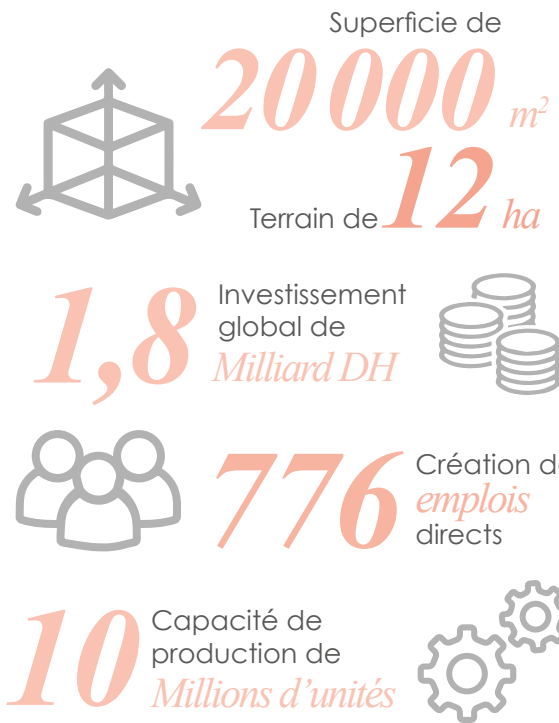 Superficie de
20 000 m²
Terrain de 12 ha
1,8
Investissement
global de
Milliard DH
776
Création de
emplois
directs
10
Capacité de
production de
Millions d'unités